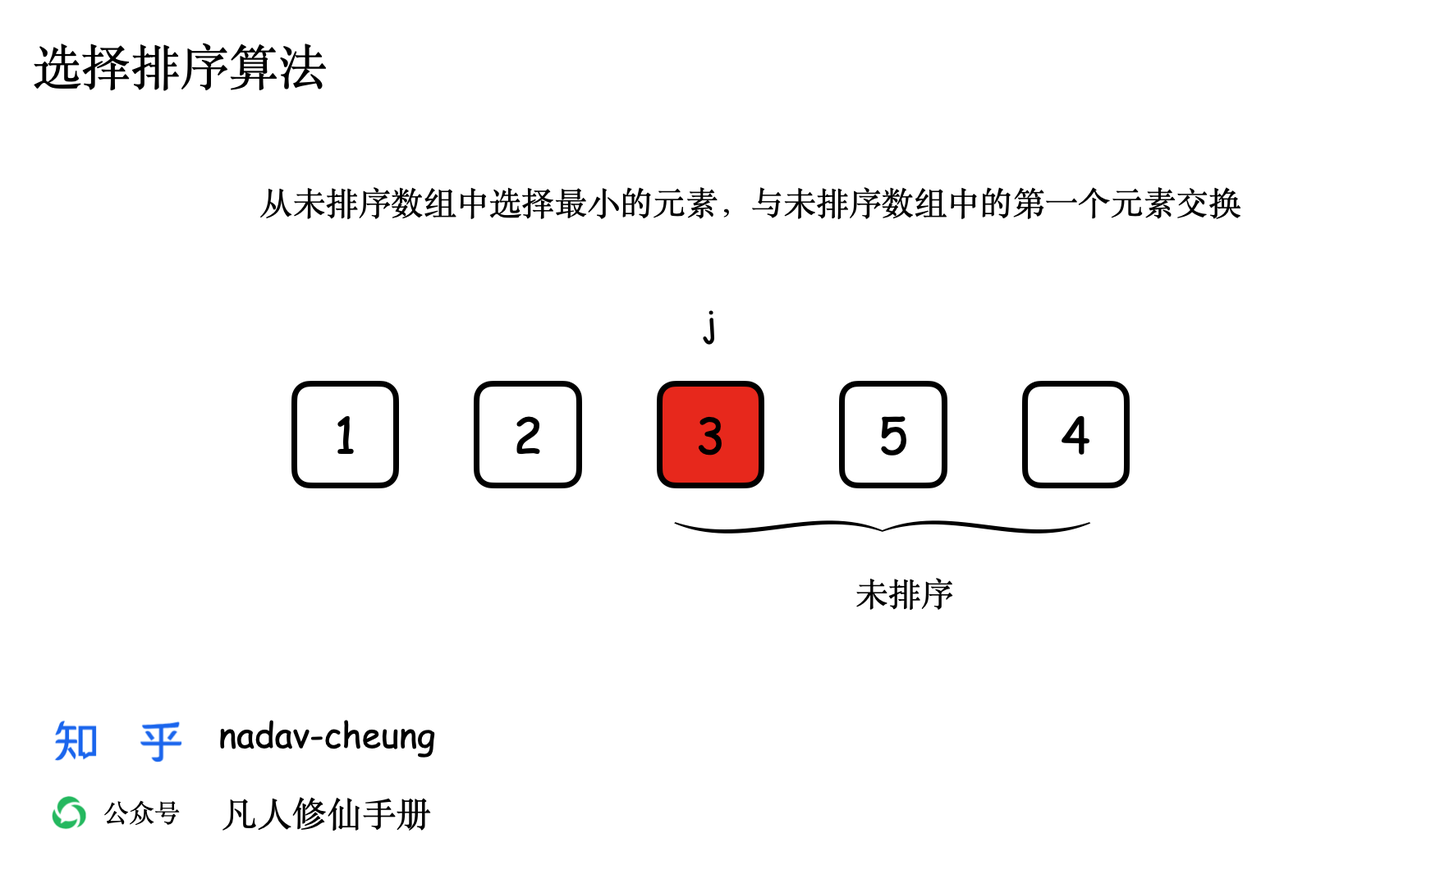 选择排序算法
从未排序数组中选择最小的元素，与未排序数组中的第一个元素交换
j
1 2 3 5 4
未排序
知乎 nadav-cheung
公众号 凡人修仙手册